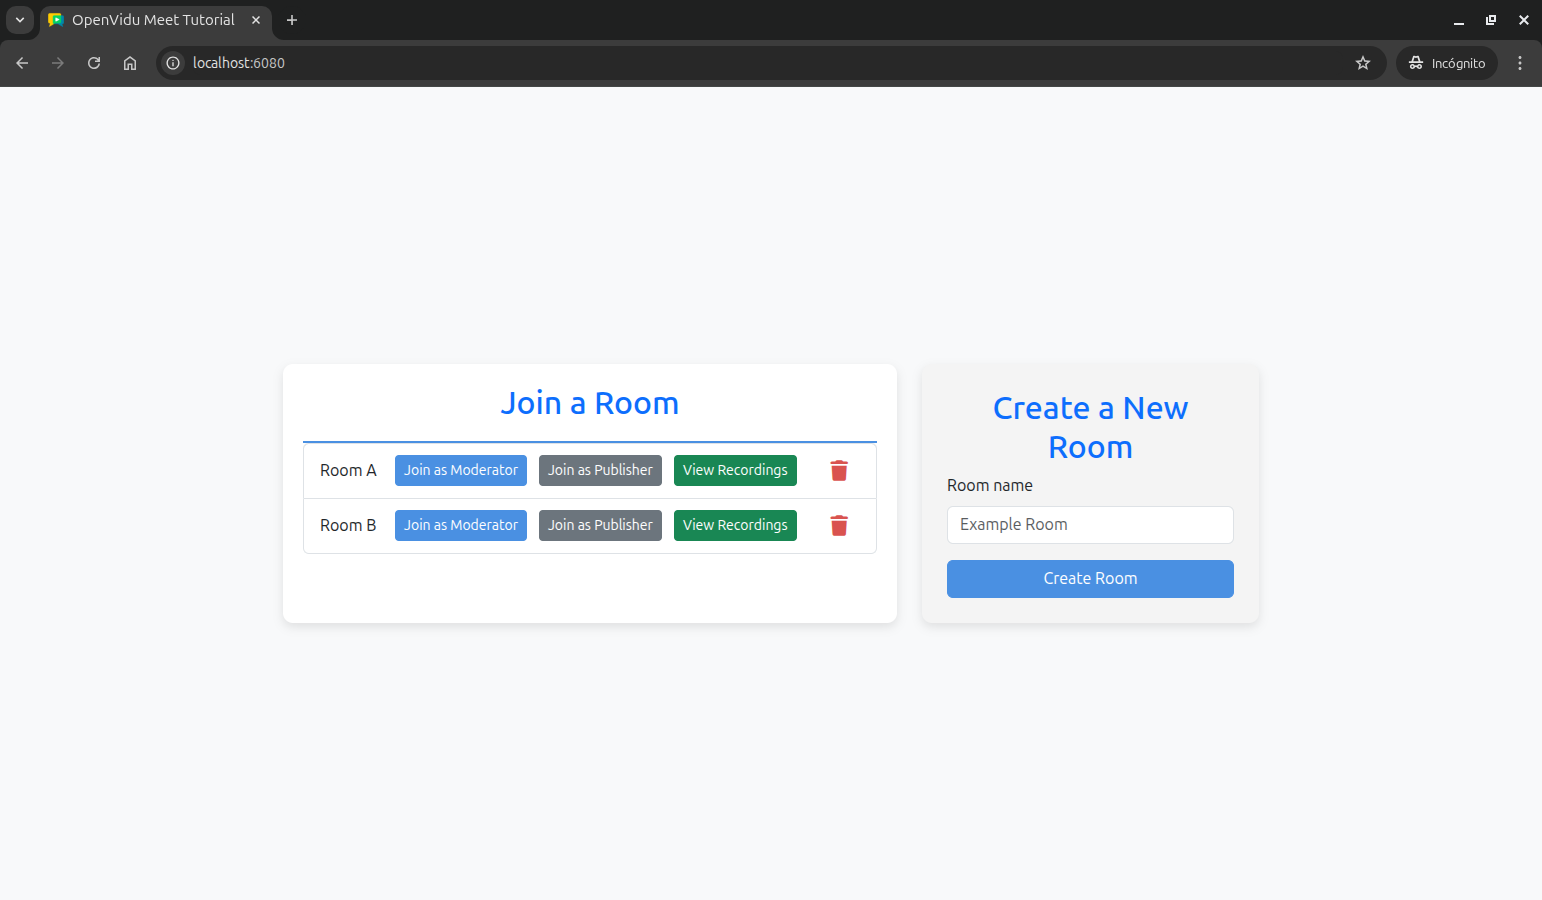 OpenVidu Meet Tutorial
localhost:6080
Incógnito
Join a Room
Room A Join as Moderator Join as Publisher View Recordings
Room B Join as Moderator Join as Publisher View Recordings
Create a New
Room
Room name
Example Room
Create Room